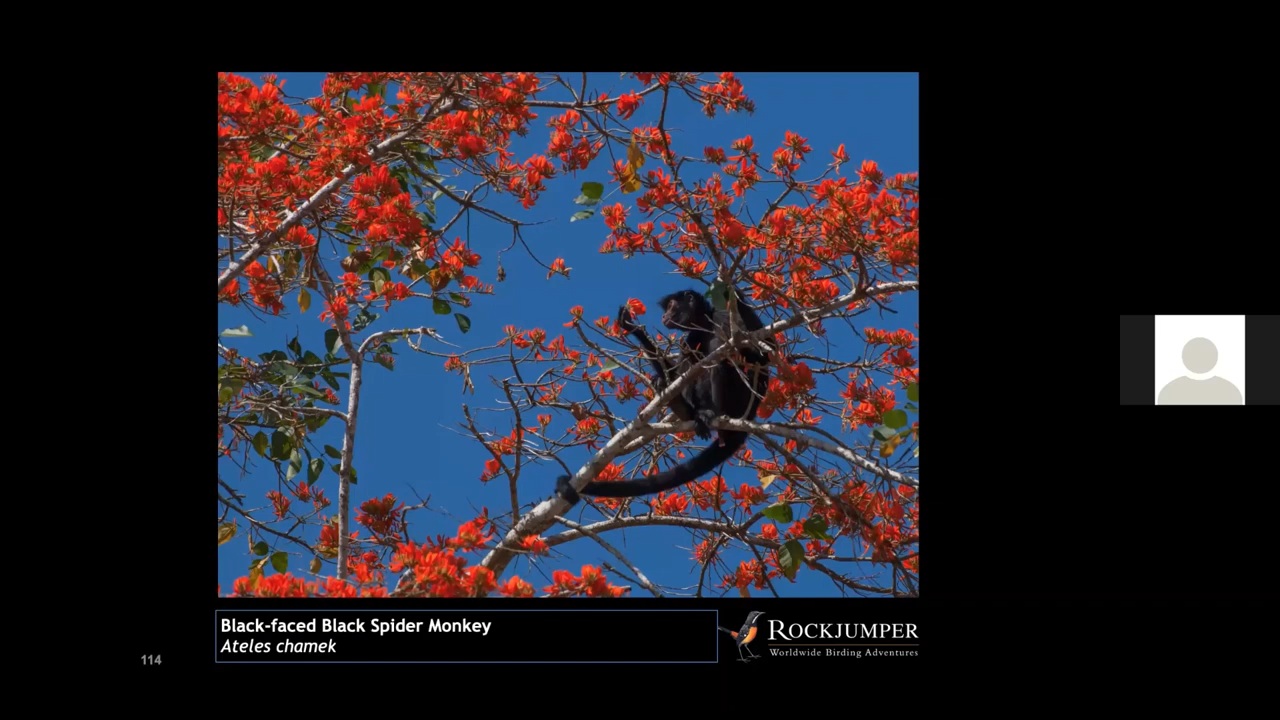 Black-faced Black Spider Monkey
Ateles chamek
ROCKJUMPER
Worldwide Birding Adventures
114